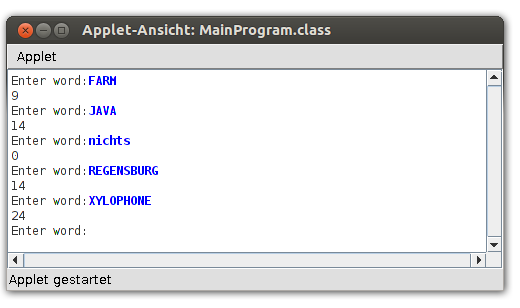 Applet-Ansicht: MainProgram.class
Applet
Enter word:FARM
9
Enter word:JAVA
14
Enter word:nichts
0
Enter word:REGENSBURG
14
Enter word:XYLOPHONE
24
Enter word:
Applet gestartet